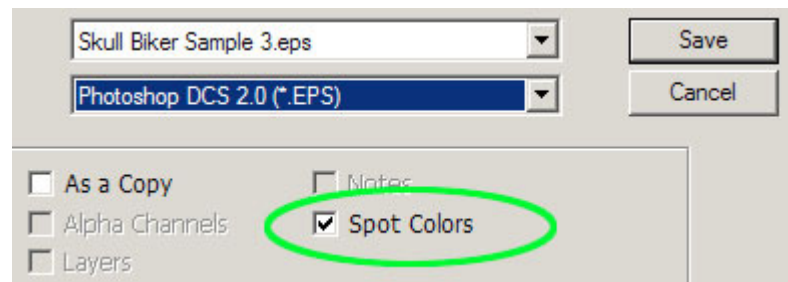 Skull Biker Sample 3.eps Save
Photoshop DCS 2.0 (*.EPS) Cancel
As a Copy Notes
Alpha Channels Spot Colors
Layers